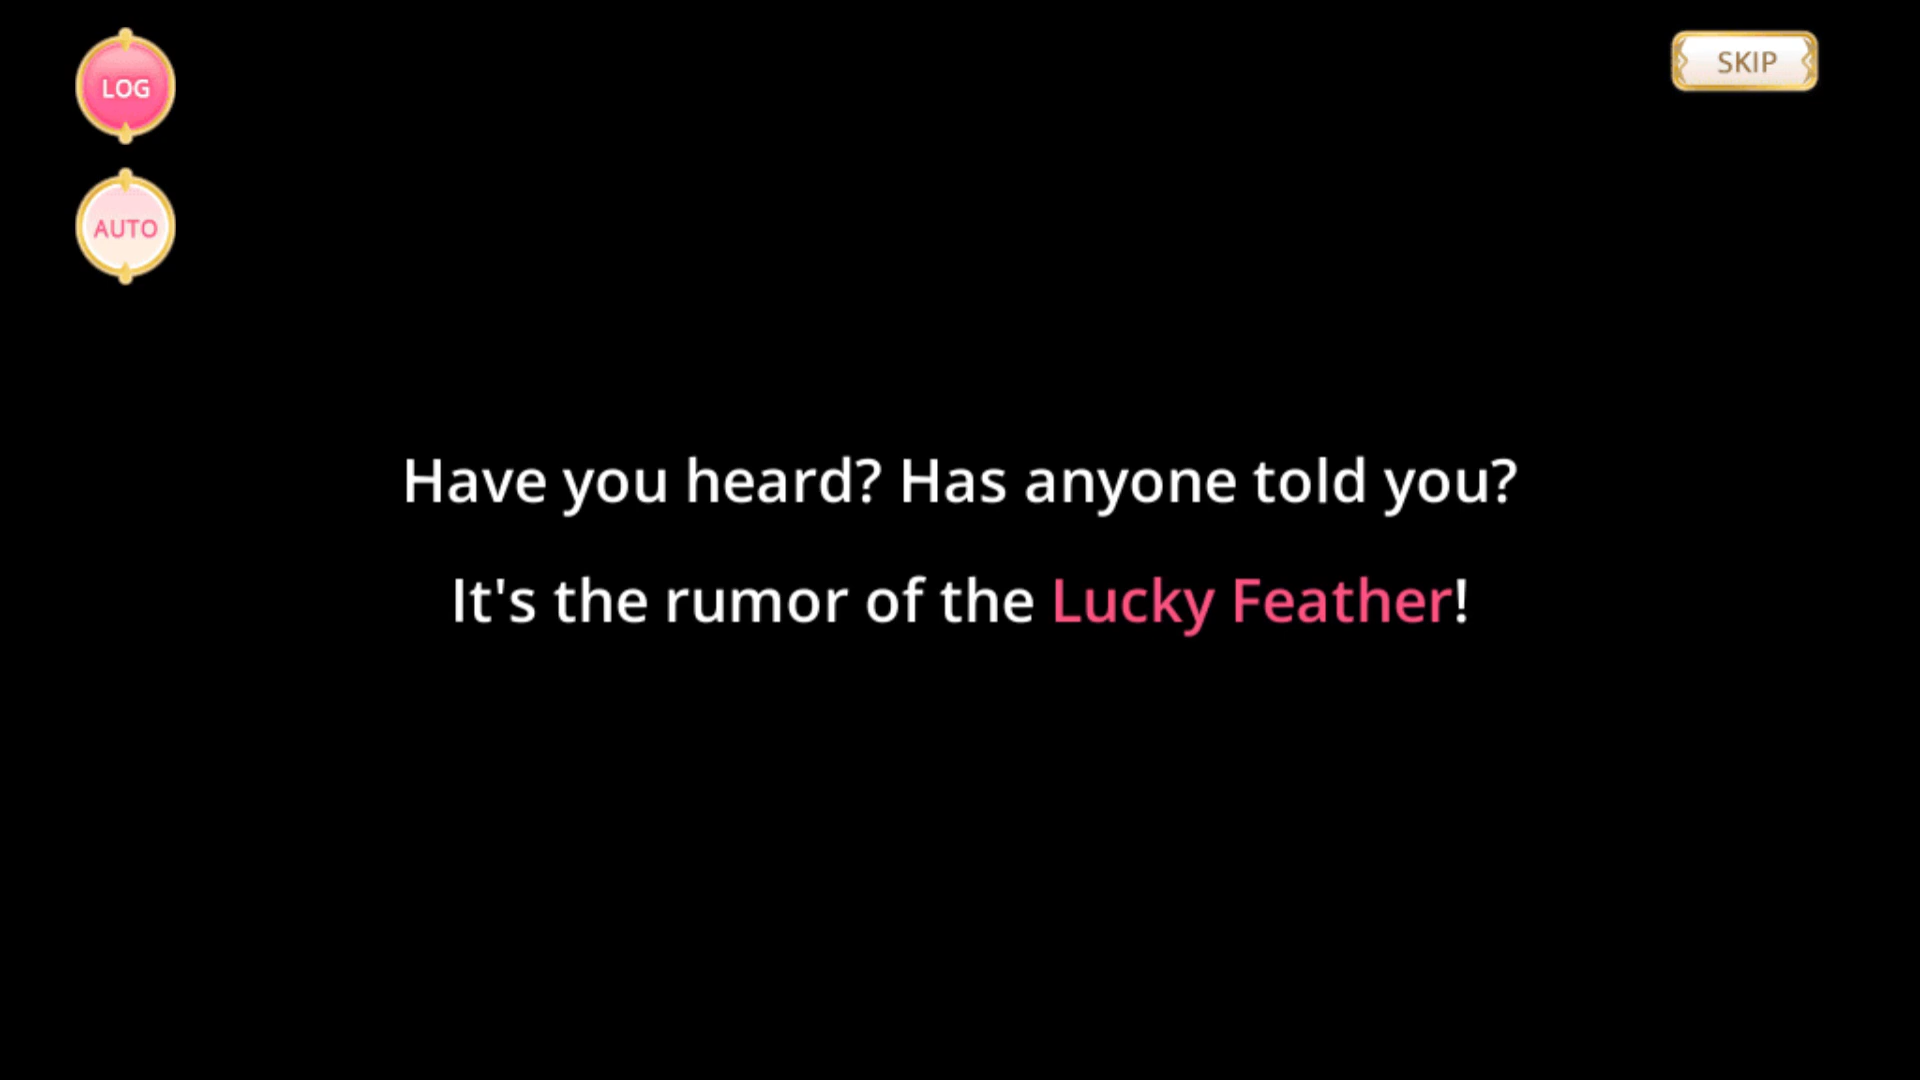 LOG
SKIP
AUTO
Have you heard? Has anyone told you?
It's the rumor of the Lucky Feather!